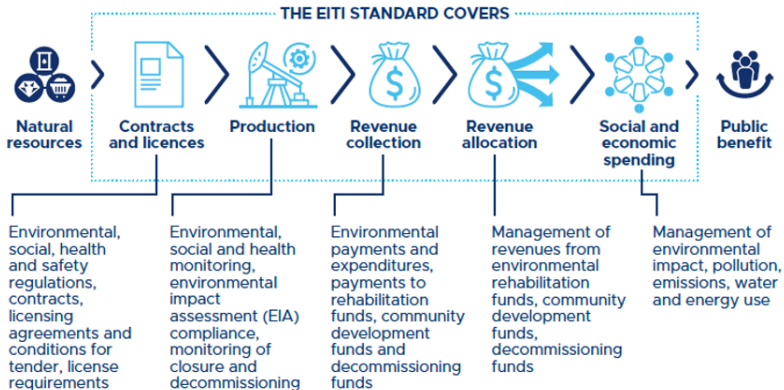 THE EITI STANDARD COVERS
Natural
resources
Contracts
and licences
Production
Revenue
collection
Revenue
allocation
Social and
economic
spending
Public
benefit
Environmental,
social, health
and safety
regulations,
contracts,
licensing
agreements and
conditions for
tender, license
requirements
Environmental,
social and health
monitoring,
environmental
impact
assessment (EIA)
compliance,
monitoring of
closure and
decommissioning
Environmental
payments and
expenditures,
payments to
rehabilitation
funds, community
development
funds and
decommissioning
funds
Management of
revenues from
environmental
rehabilitation
funds, community
development
funds,
decommissioning
funds
Management of
environmental
impact, pollution,
emissions, water
and energy use